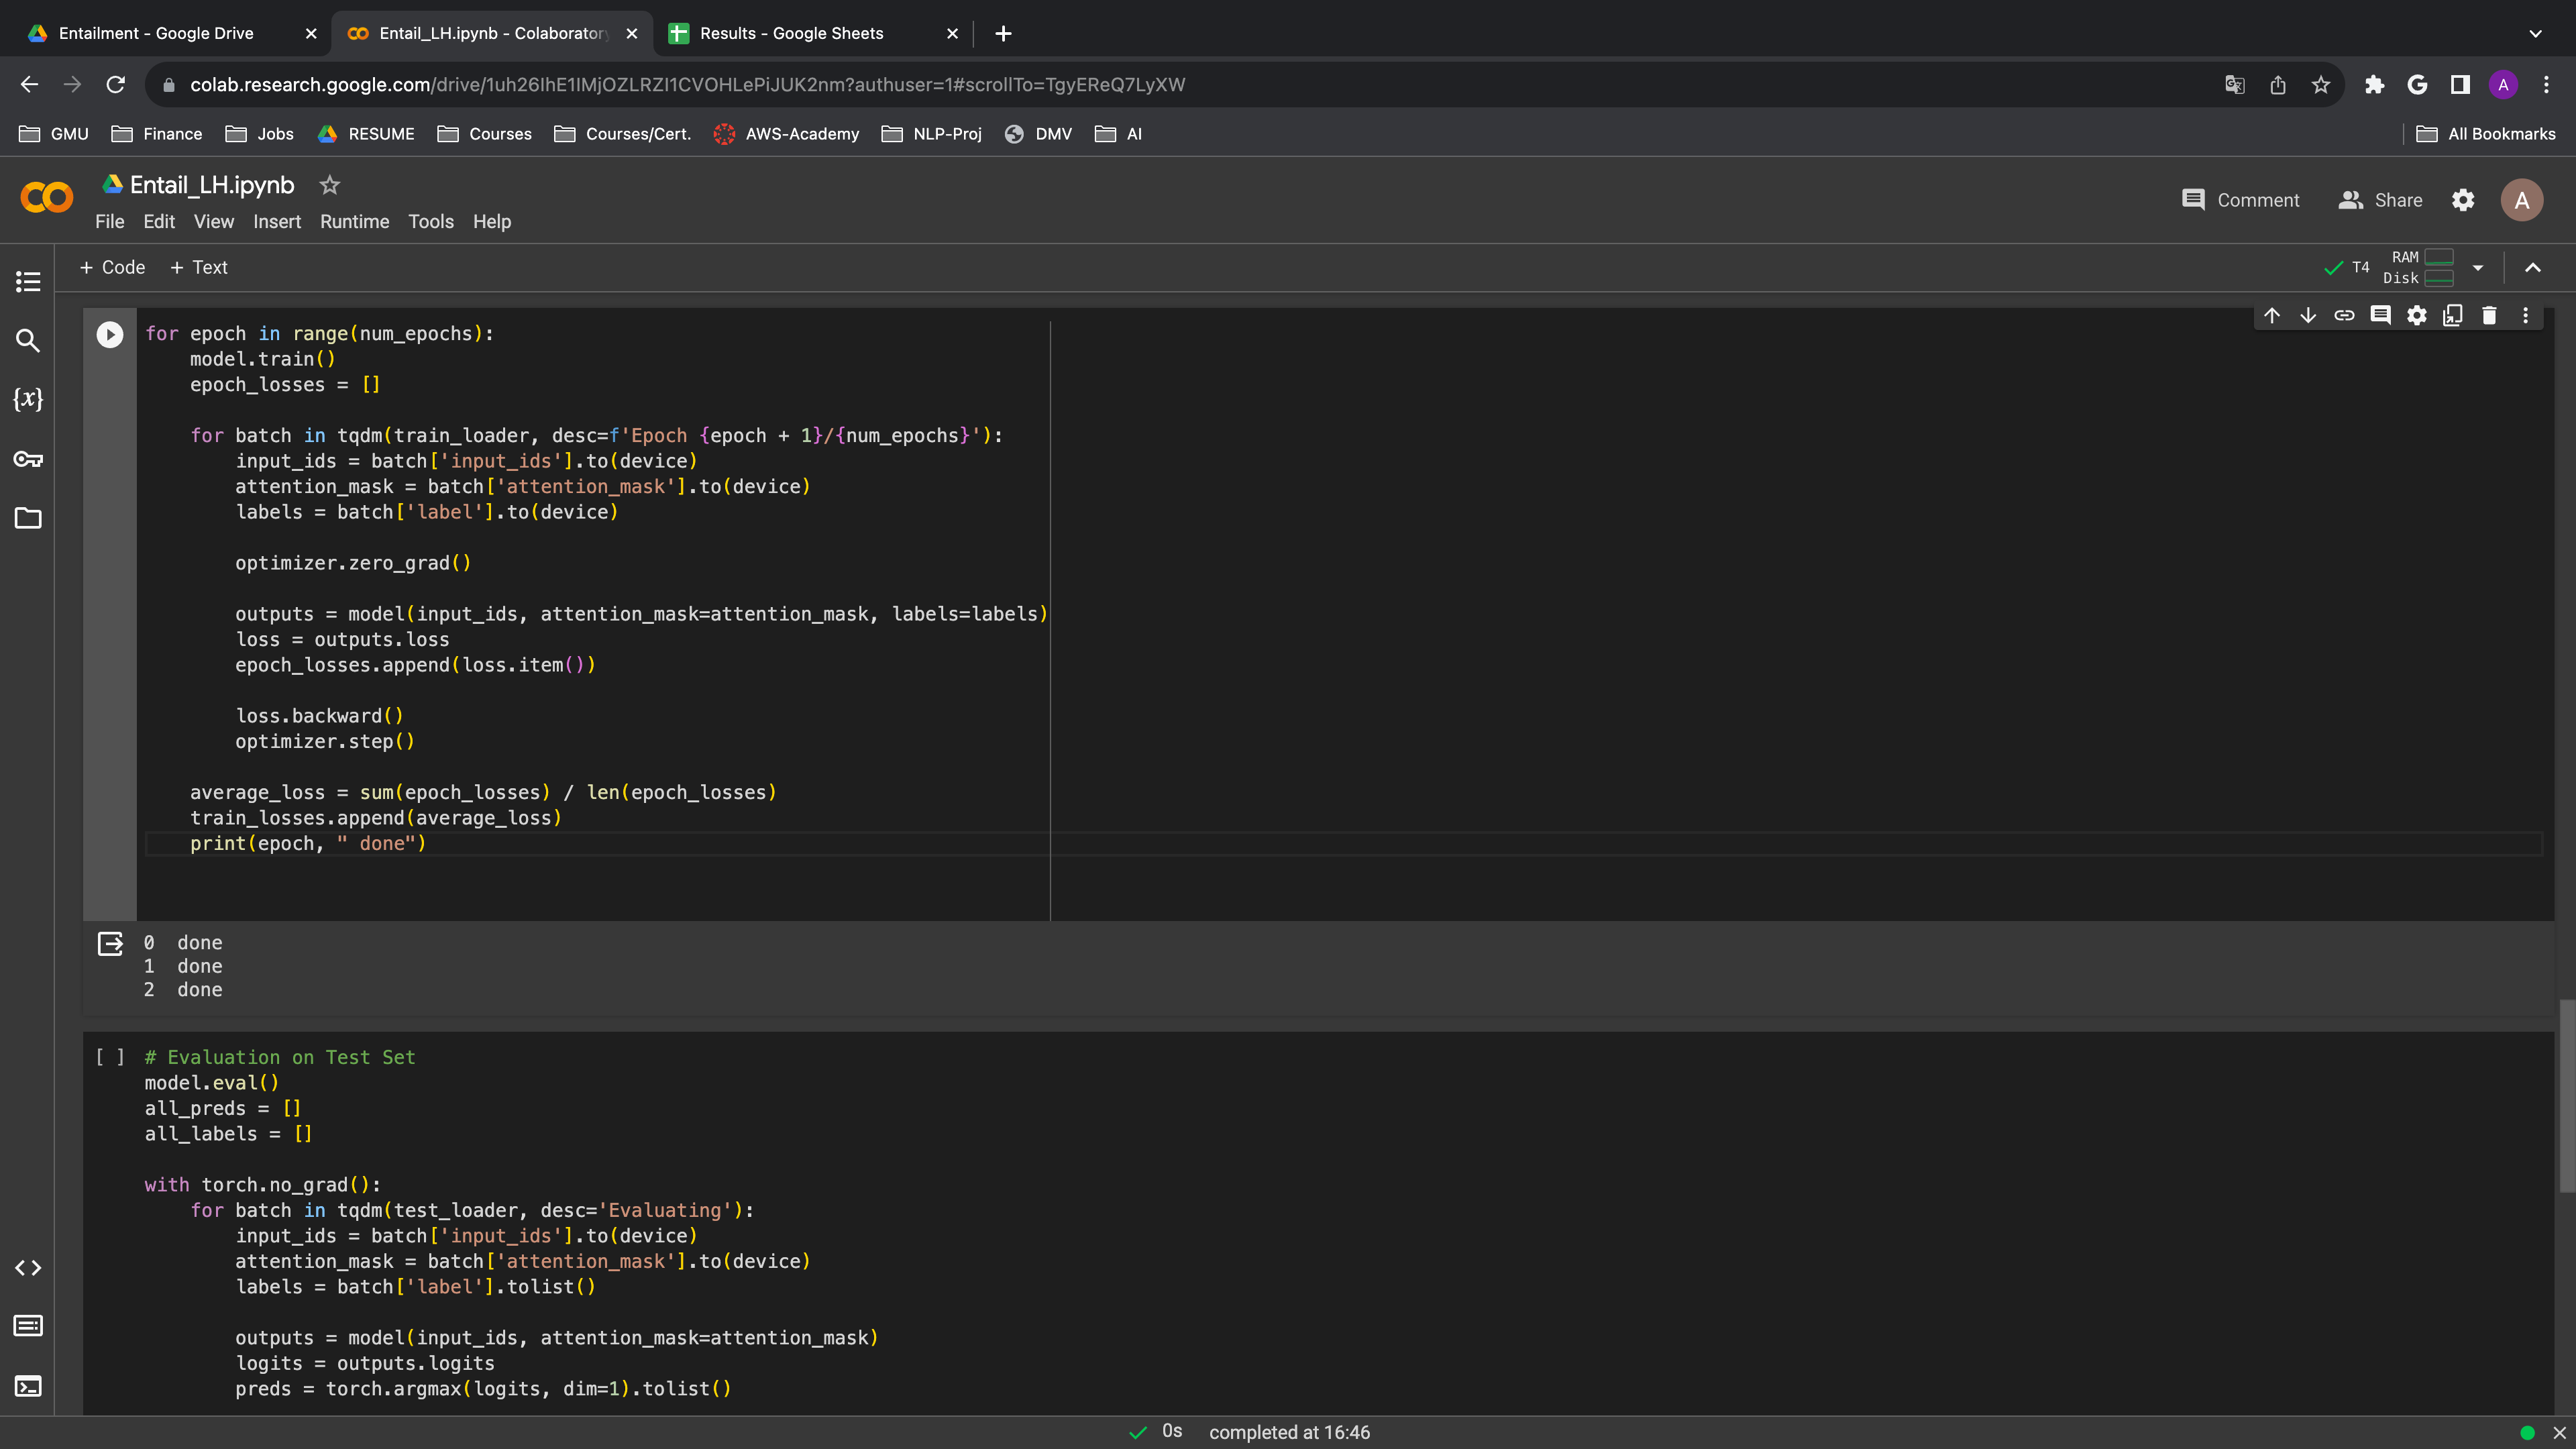 Entailment - Google Drive
Entail_LH.ipynb - Colaboratory
Results - Google Sheets
colab.research.google.com/drive/1uh26IhE1IMjOZLRZI1CVOHLePiJUK2nm?authuser=1#scrollTo=TgyEReQ7LyXW
A
GMU
Finance
Jobs
RESUME
Courses
Courses/Cert.
AWS-Academy
NLP-Proj
DMV
AI
All Bookmarks
Entail_LH.ipynb
Comment
Share
A
File Edit View Insert Runtime Tools Help
+ Code + Text
T4
RAM
Disk
{x}
for epoch in range(num_epochs):
    model.train()
    epoch_losses = []
    for batch in tqdm(train_loader, desc=f'Epoch {epoch + 1}/{num_epochs}'):
        input_ids = batch['input_ids'].to(device)
        attention_mask = batch['attention_mask'].to(device)
        labels = batch['label'].to(device)
        optimizer.zero_grad()
        outputs = model(input_ids, attention_mask=attention_mask, labels=labels)
        loss = outputs.loss
        epoch_losses.append(loss.item())
        loss.backward()
        optimizer.step()
    average_loss = sum(epoch_losses) / len(epoch_losses)
    train_losses.append(average_loss)
    print(epoch, " done")
0  done
1  done
2  done
[ ] # Evaluation on Test Set
model.eval()
all_preds = []
all_labels = []
with torch.no_grad():
    for batch in tqdm(test_loader, desc='Evaluating'):
        input_ids = batch['input_ids'].to(device)
        attention_mask = batch['attention_mask'].to(device)
        labels = batch['label'].tolist()
        outputs = model(input_ids, attention_mask=attention_mask)
        logits = outputs.logits
        preds = torch.argmax(logits, dim=1).tolist()
0s completed at 16:46